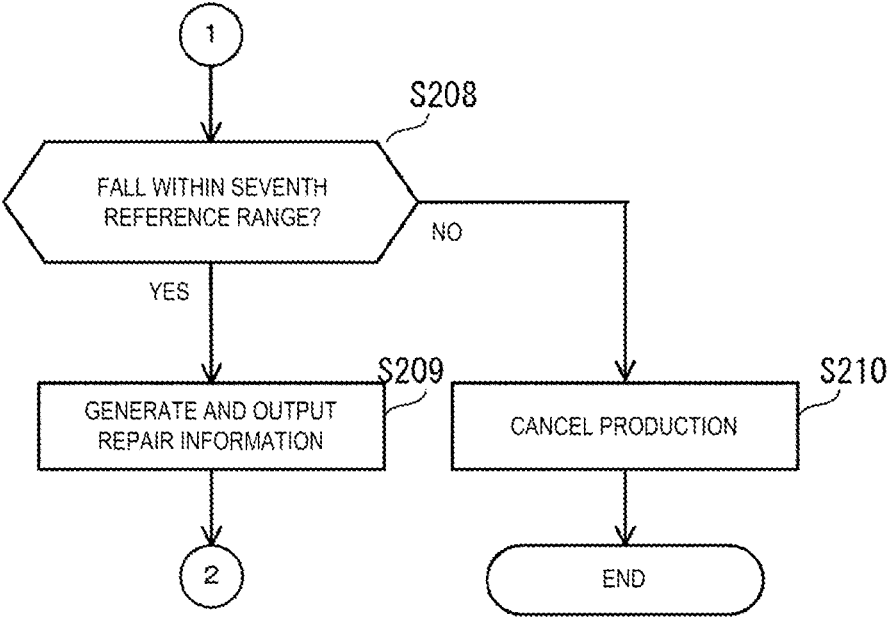 1
S208
FALL WITHIN SEVENTH
REFERENCE RANGE?
NO
YES
S209
S210
GENERATE AND OUTPUT
REPAIR INFORMATION
CANCEL PRODUCTION
2
END